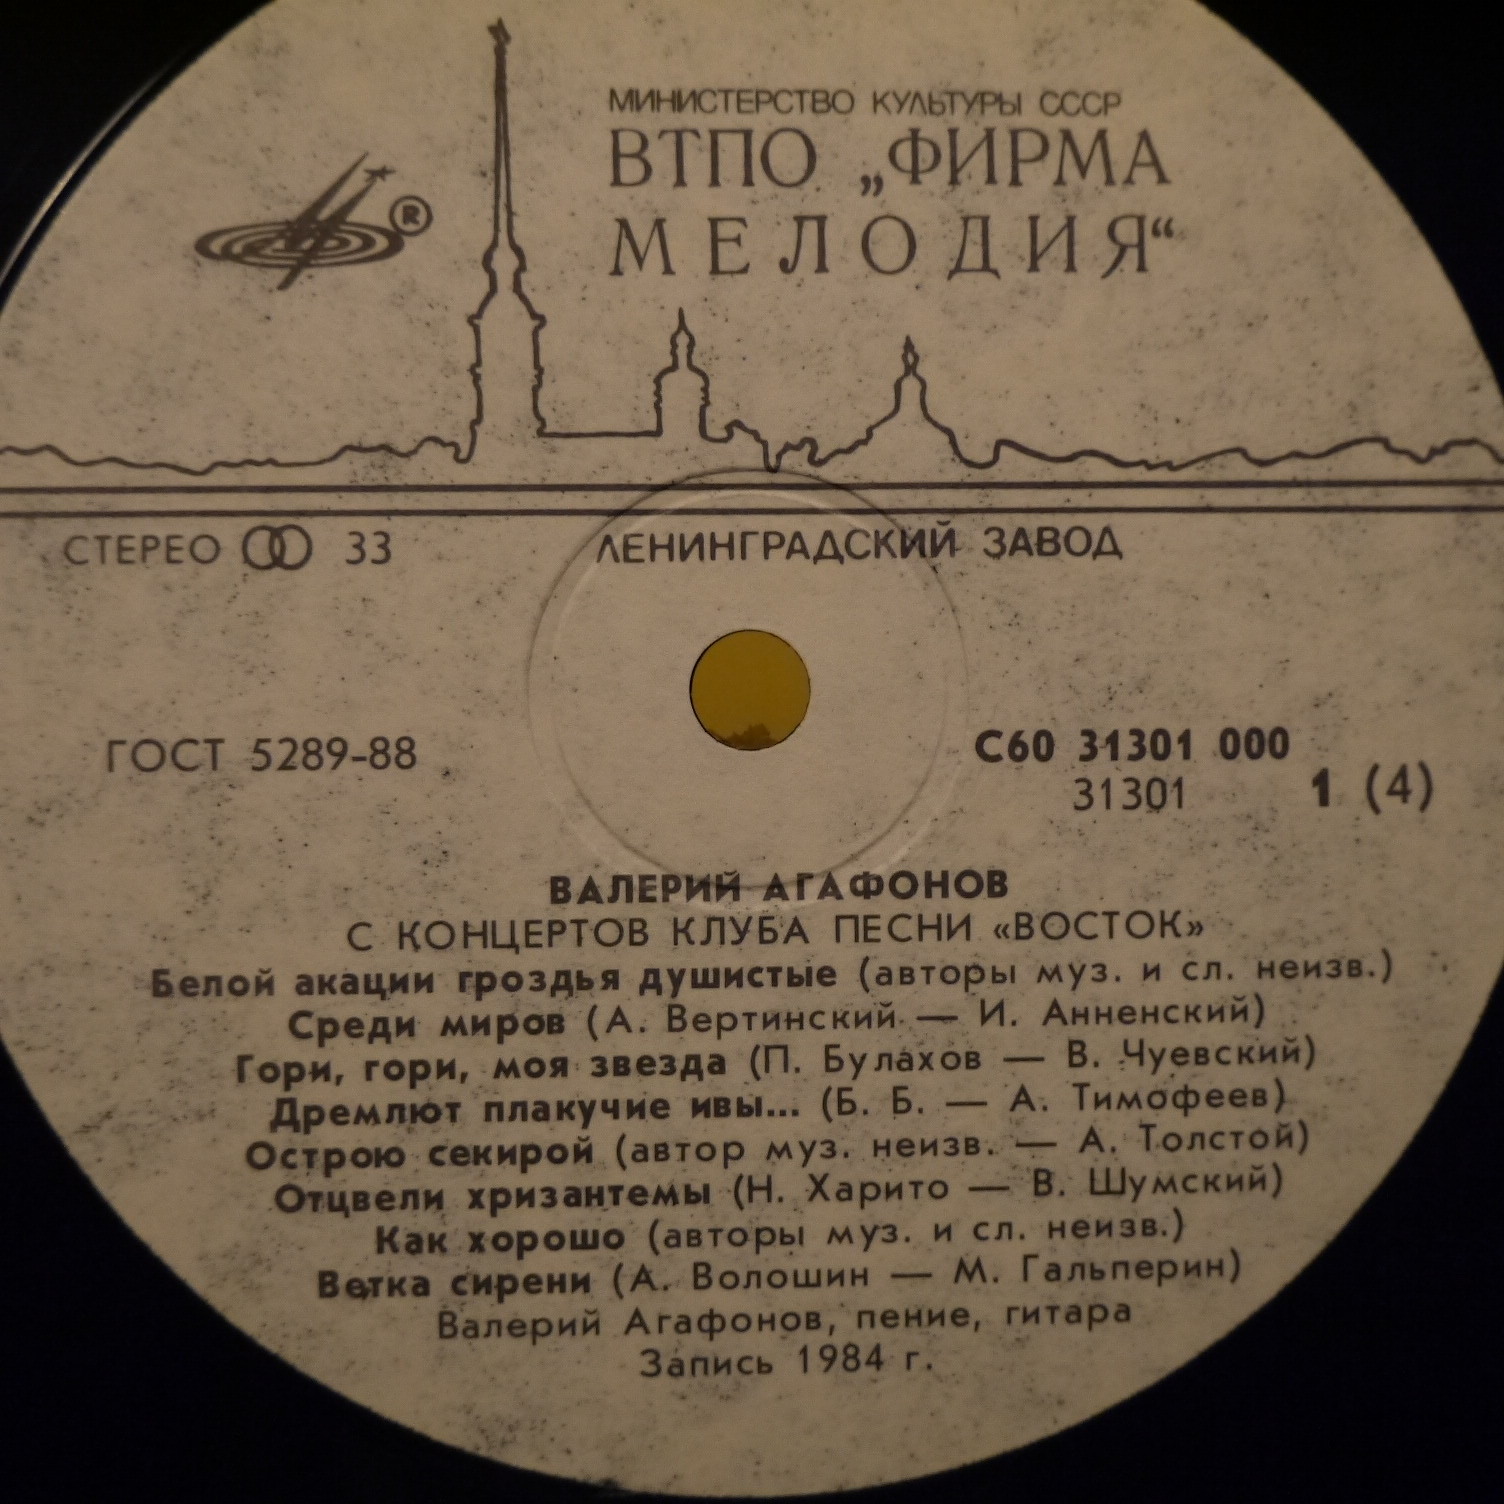 МИНИСТЕРСТВО КУЛЬТУРЫ СССР
ВТПО „ФИРМА
МЕЛОДИЯ“
®
СТЕРЕО 33
ЛЕНИНГРАДСКИЙ ЗАВОД
ГОСТ 5289-88
С60 31301 000
31301 1 (4)
ВАЛЕРИЙ АГАФОНОВ
С КОНЦЕРТОВ КЛУБА ПЕСНИ «ВОСТОК»
Белой акации гроздья душистые (авторы муз. и сл. неизв.)
Среди миров (А. Вертинский — И. Анненский)
Гори, гори, моя звезда (П. Булахов — В. Чуевский)
Дремлют плакучие ивы... (Б. Б. — А. Тимофеев)
Острою секирой (автор муз. неизв. — А. Толстой)
Отцвели хризантемы (Н. Харито — В. Шумский)
Как хорошо (авторы муз. и сл. неизв.)
Ветка сирени (А. Волошин — М. Гальперин)
Валерий Агафонов, пение, гитара
Запись 1984 г.